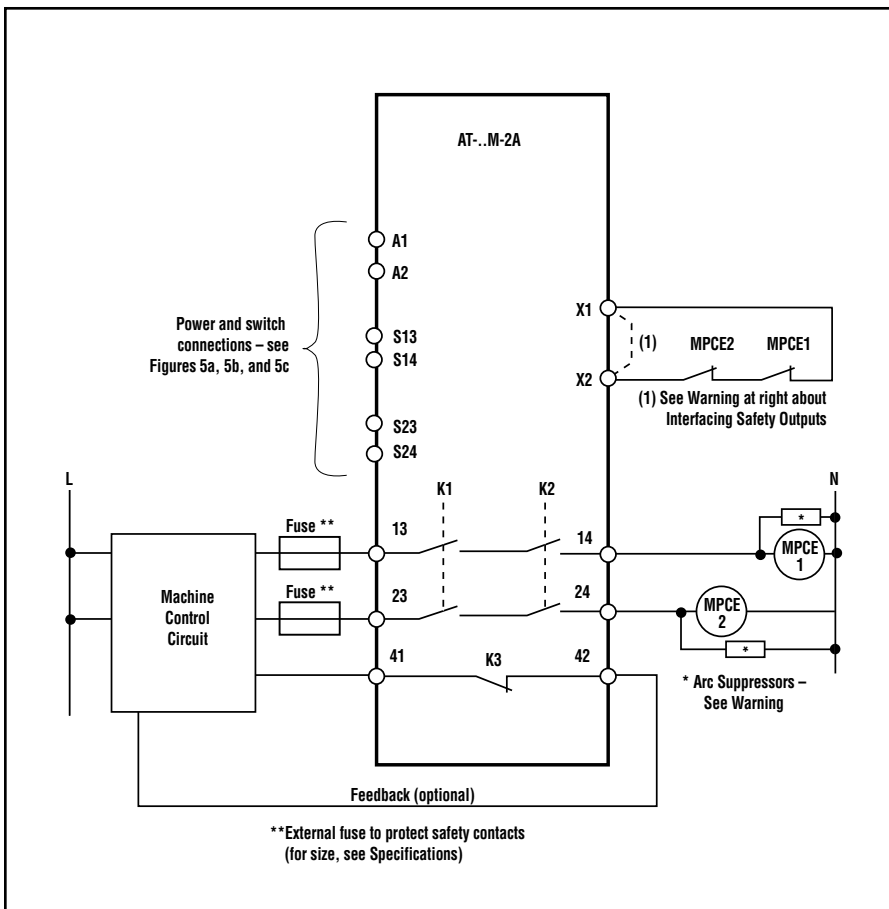 AT-..M-2A
A1
A2
Power and switch
connections – see
Figures 5a, 5b, and 5c
S13
S14
S23
S24
X1
(1)
MPCE2
MPCE1
X2
(1) See Warning at right about
Interfacing Safety Outputs
L
N
K1
K2
Fuse **
13
14
*
MPCE
1
Machine
Control
Circuit
Fuse **
23
24
MPCE
2
*
41
K3
42
* Arc Suppressors –
See Warning
Feedback (optional)
**External fuse to protect safety contacts
(for size, see Specifications)